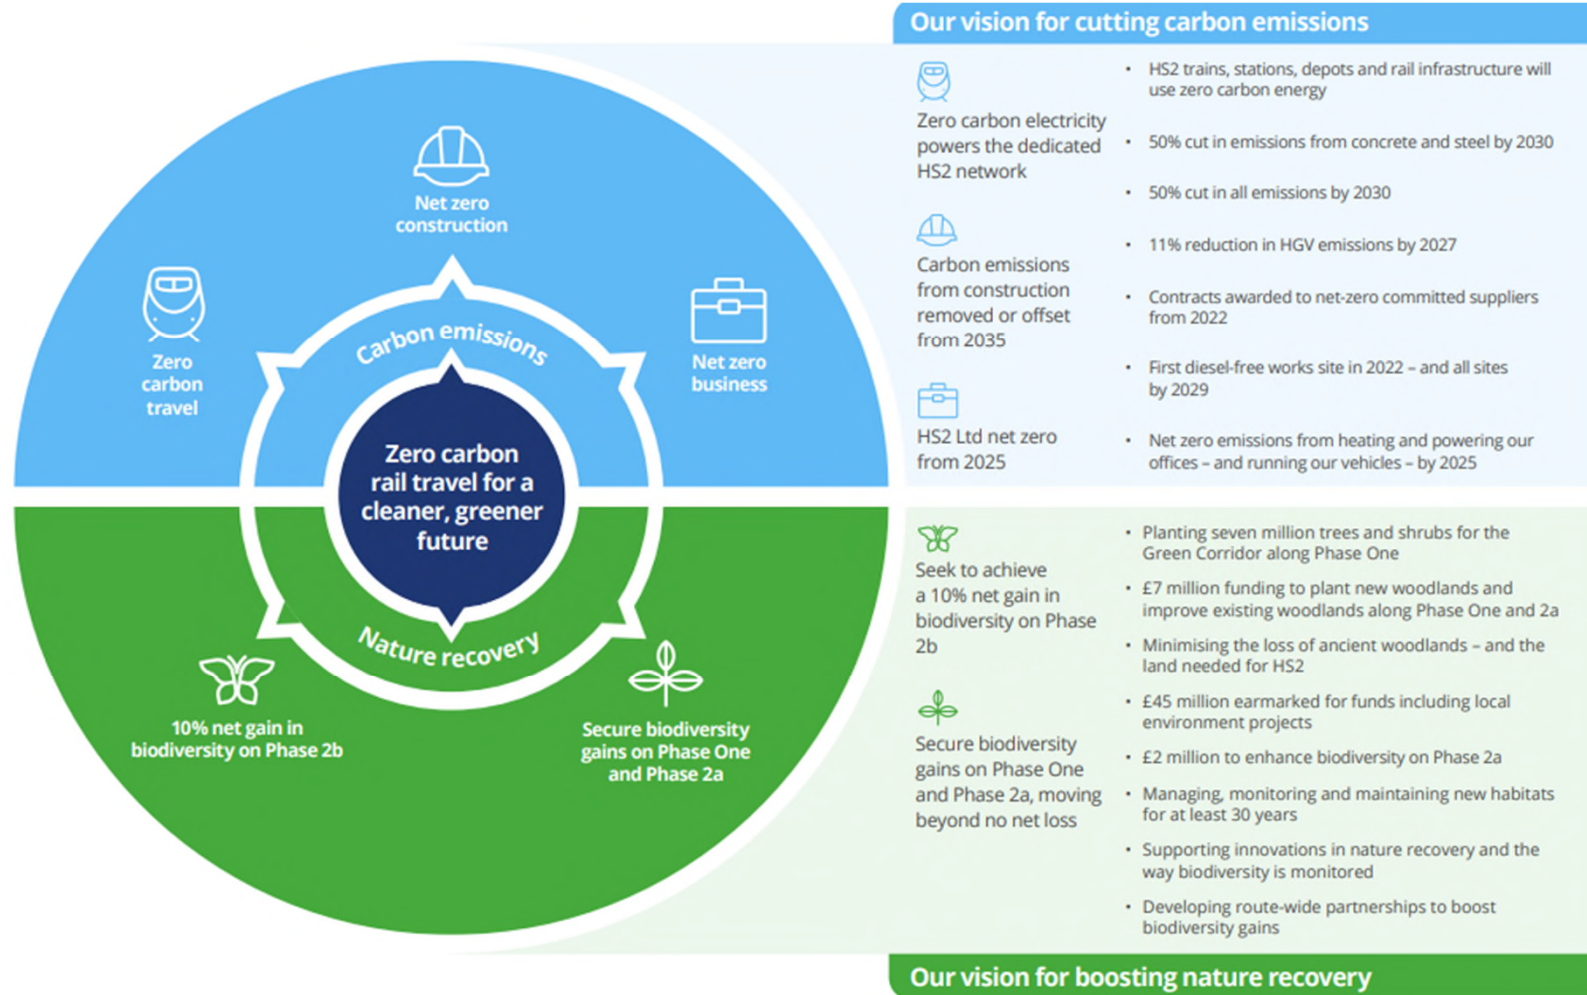 Our vision for cutting carbon emissions
Net zero
construction
Zero
carbon
travel
Net zero
business
Carbon emissions
Zero carbon
rail travel for a
cleaner, greener
future
Nature recovery
10% net gain in
biodiversity on Phase 2b
Secure biodiversity
gains on Phase One
and Phase 2a
Zero carbon electricity
powers the dedicated
HS2 network
Carbon emissions
from construction
removed or offset
from 2035
HS2 Ltd net zero
from 2025
• HS2 trains, stations, depots and rail infrastructure will
use zero carbon energy
• 50% cut in emissions from concrete and steel by 2030
• 50% cut in all emissions by 2030
• 11% reduction in HGV emissions by 2027
• Contracts awarded to net-zero committed suppliers
from 2022
• First diesel-free works site in 2022 – and all sites
by 2029
• Net zero emissions from heating and powering our
offices – and running our vehicles – by 2025
Seek to achieve
a 10% net gain in
biodiversity on Phase
2b
Secure biodiversity
gains on Phase One
and Phase 2a, moving
beyond no net loss
• Planting seven million trees and shrubs for the
Green Corridor along Phase One
• £7 million funding to plant new woodlands and
improve existing woodlands along Phase One and 2a
• Minimising the loss of ancient woodlands – and the
land needed for HS2
• £45 million earmarked for funds including local
environment projects
• £2 million to enhance biodiversity on Phase 2a
• Managing, monitoring and maintaining new habitats
for at least 30 years
• Supporting innovations in nature recovery and the
way biodiversity is monitored
• Developing route-wide partnerships to boost
biodiversity gains
Our vision for boosting nature recovery